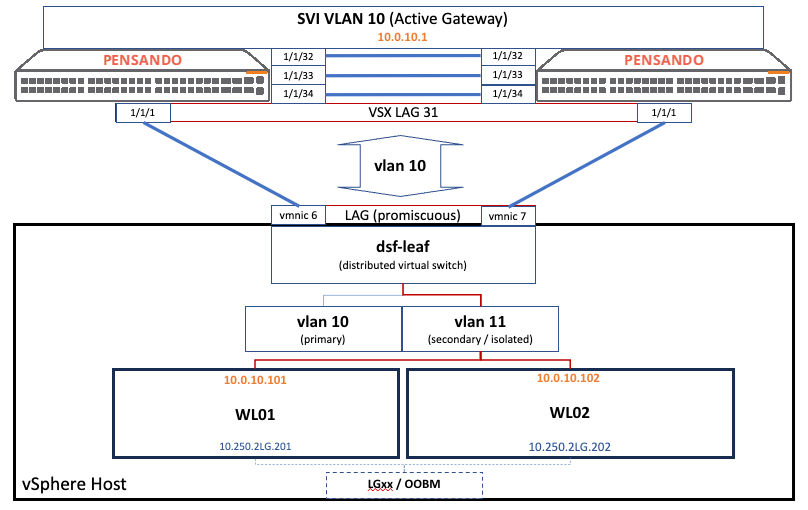 SVI VLAN 10 (Active Gateway)
10.0.10.1
PENSANDO
1/1/32
1/1/32
PENSANDO
1/1/33
1/1/33
1/1/34
1/1/34
1/1/1
VSX LAG 31
1/1/1
vlan 10
vmnic 6
LAG (promiscuous)
vmnic 7
dsf-leaf
(distributed virtual switch)
vlan 10
(primary)
vlan 11
(secondary / isolated)
10.0.10.101
WL01
10.250.2LG.201
10.0.10.102
WL02
10.250.2LG.202
vSphere Host
LGxx / OOBM